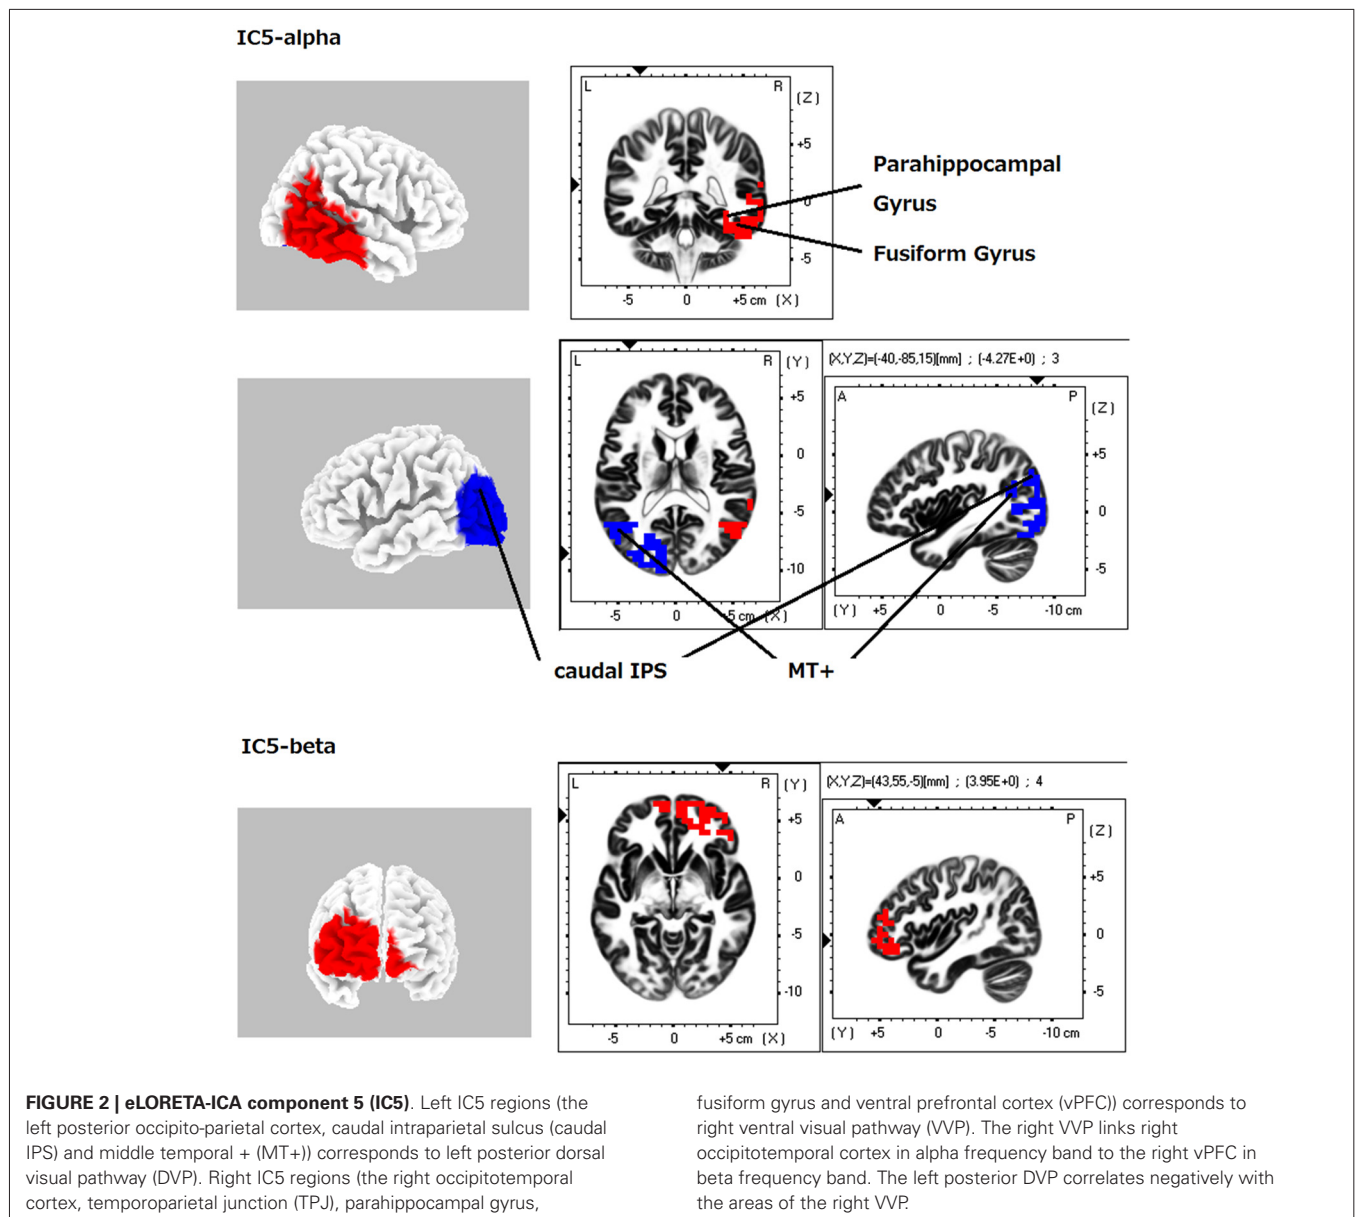 IC5-alpha
L R (Z)
+5
0
-5
-5 0 +5 cm (X)
Parahippocampal
Gyrus
Fusiform Gyrus
L R (Y)
+5
0
-5
-10
-5 0 +5 cm (X)
(X,Y,Z)=(-40,-85,15)[mm] ; (-4.27E+0) ; 3
A P (Z)
+5
0
-5
(Y) +5 0 -5 -10 cm
caudal IPS MT+
IC5-beta
L R (Y)
+5
0
-5
-10
-5 0 +5 cm (X)
(X,Y,Z)=(43,55,-5)[mm] ; (3.95E+0) ; 4
A P (Z)
+5
0
-5
(Y) +5 0 -5 -10 cm
FIGURE 2 | eLORETA-ICA component 5 (IC5). Left IC5 regions (the
left posterior occipito-parietal cortex, caudal intraparietal sulcus (caudal
IPS) and middle temporal + (MT+)) corresponds to left posterior dorsal
visual pathway (DVP). Right IC5 regions (the right occipitotemporal
cortex, temporoparietal junction (TPJ), parahippocampal gyrus,
fusiform gyrus and ventral prefrontal cortex (vPFC)) corresponds to
right ventral visual pathway (VVP). The right VVP links right
occipitotemporal cortex in alpha frequency band to the right vPFC in
beta frequency band. The left posterior DVP correlates negatively with
the areas of the right VVP.